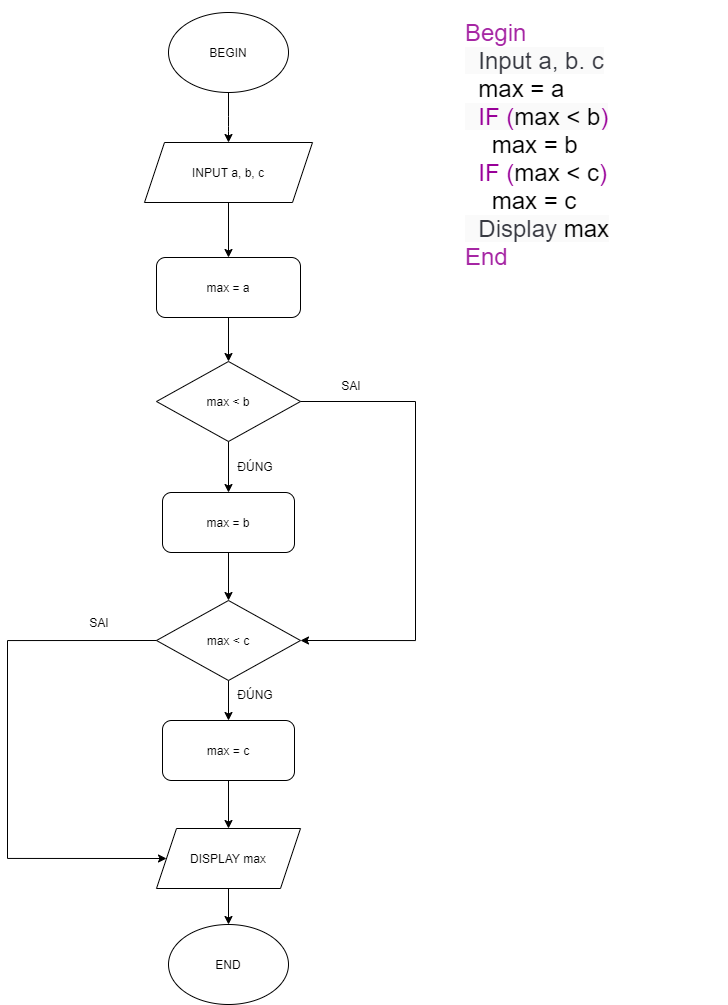 BEGIN
INPUT a, b, c
max = a
max < b
SAI
ĐÚNG
max = b
SAI
max < c
ĐÚNG
max = c
DISPLAY max
END
Begin
Input a, b. c
max = a
IF (max < b)
max = b
IF (max < c)
max = c
Display max
End